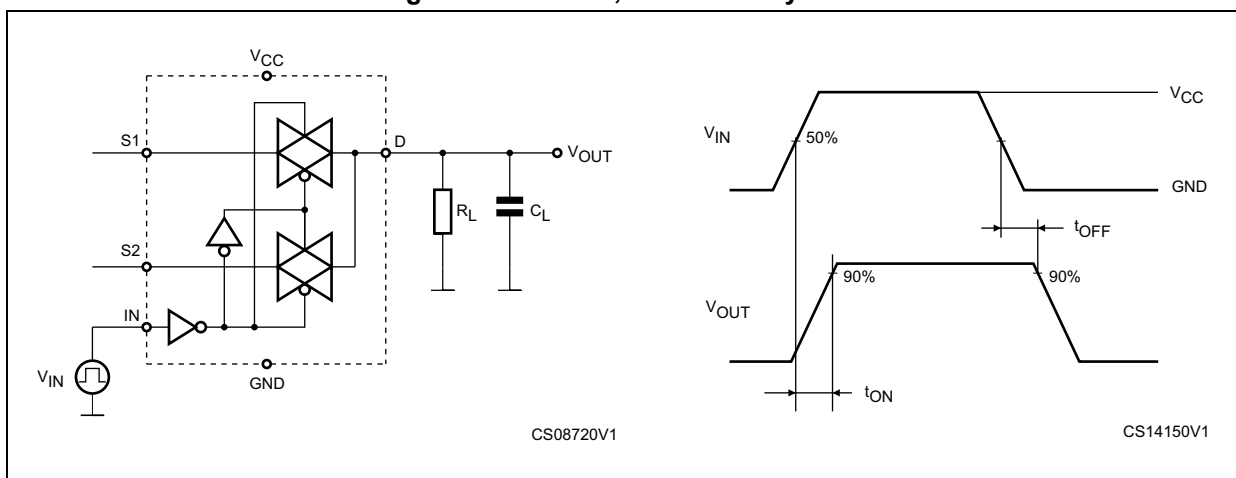 VCC
S1
D
VOUT
RL
CL
S2
IN
VIN
GND
CS08720V1
VCC
VIN
50%
GND
tOFF
90%
90%
VOUT
tON
CS14150V1